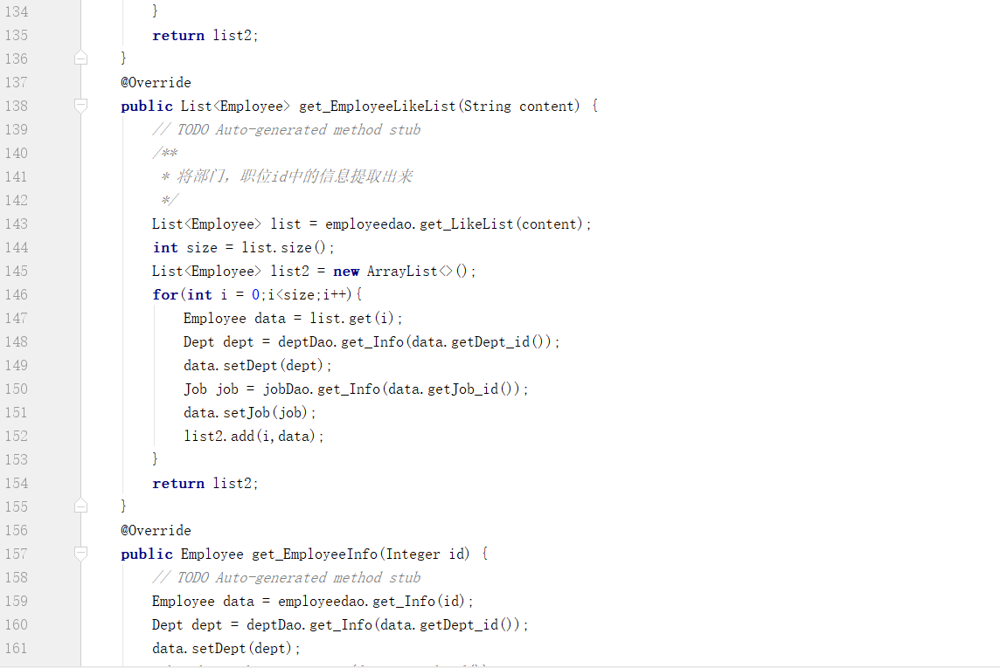 134 }
135 return list2;
136 }
137 @Override
138 public List<Employee> get_EmployeeLikeList(String content) {
139 // TODO Auto-generated method stub
140 /**
141 * 将部门，职位id中的信息提取出来
142 */
143 List<Employee> list = employeedao.get_LikeList(content);
144 int size = list.size();
145 List<Employee> list2 = new ArrayList<>();
146 for(int i = 0;i<size;i++){
147 Employee data = list.get(i);
148 Dept dept = deptDao.get_Info(data.getDept_id());
149 data.setDept(dept);
150 Job job = jobDao.get_Info(data.getJob_id());
151 data.setJob(job);
152 list2.add(i,data);
153 }
154 return list2;
155 }
156 @Override
157 public Employee get_EmployeeInfo(Integer id) {
158 // TODO Auto-generated method stub
159 Employee data = employeedao.get_Info(id);
160 Dept dept = deptDao.get_Info(data.getDept_id());
161 data.setDept(dept);